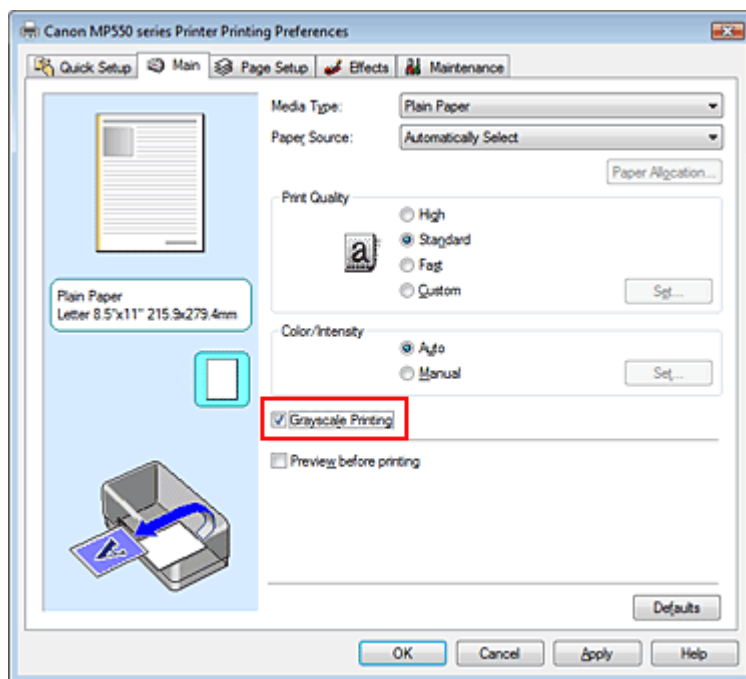 Canon MP550 series Printer Printing Preferences
Quick Setup Main Page Setup Effects Maintenance
Media Type: Plain Paper
Paper Source: Automatically Select
Paper Allocation...
Print Quality
High
Standard
Fast
Custom Set...
Plain Paper
Letter 8.5"x11" 215.9x279.4mm
Color/Intensity
Auto
Manual Set...
Grayscale Printing
Preview before printing
Defaults
OK Cancel Apply Help